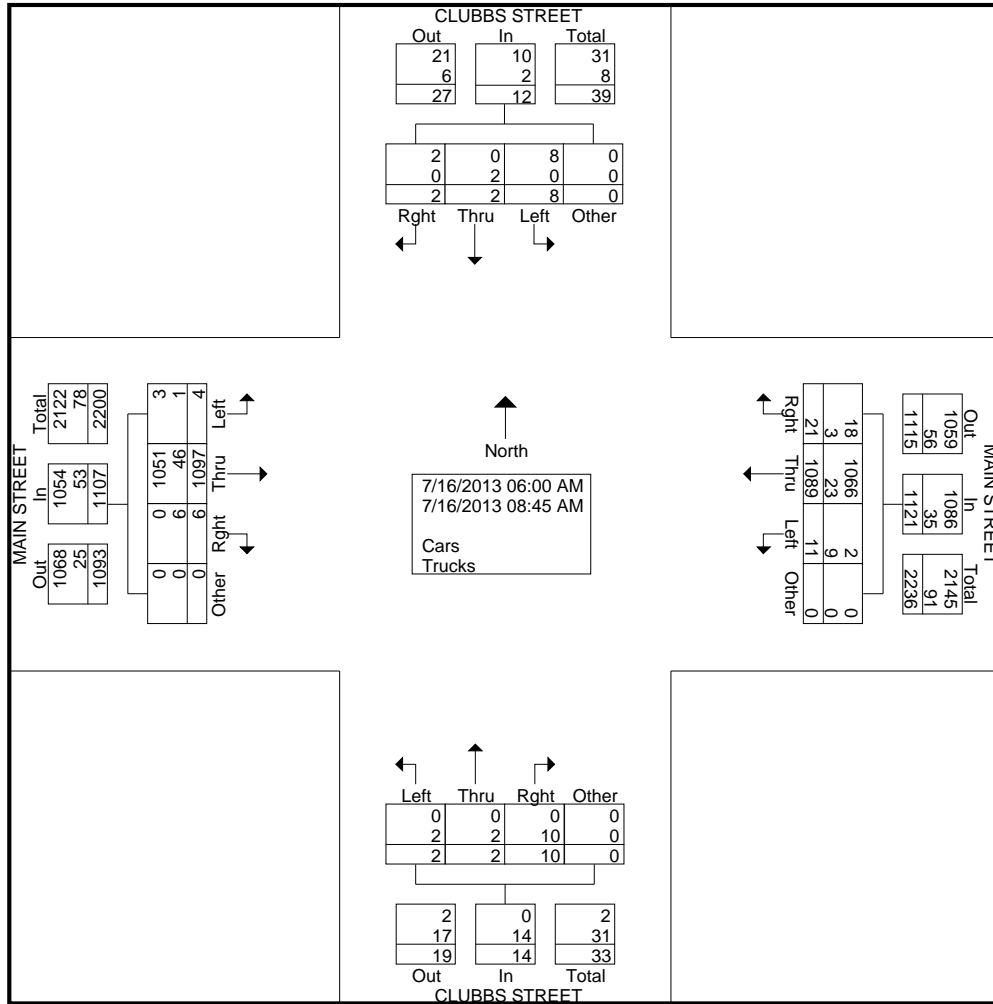 CLUBBS STREET
Out In Total
21 10 31
6 2 8
27 12 39
2 0 8 0
0 2 0 0
2 2 8 0
Rght Thru Left Other
MAIN STREET
Total In Out
2122 1054 1068
78 53 25
2200 1107 1093
3 1051 0 0
1 46 6 0
4 1097 6 0
Left Thru Rght Other
North
7/16/2013 06:00 AM
7/16/2013 08:45 AM
Cars
Trucks
Rght Thru Left Other
18 1066 2 0
3 23 9 0
21 1089 11 0
MAIN STREET
Out In Total
1059 1086 2145
56 35 91
1115 1121 2236
Left Thru Rght Other
0 0 0 0
2 2 10 0
2 2 10 0
2 0 2
17 14 31
19 14 33
Out In Total
CLUBBS STREET